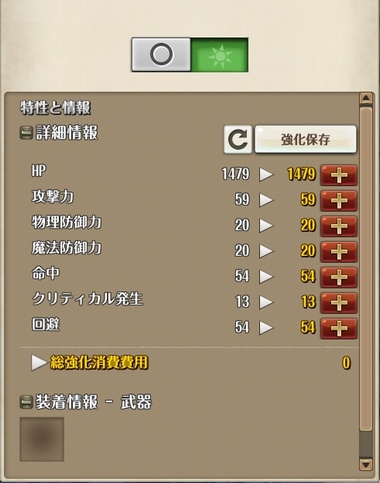 特性と情報
詳細情報
強化保存
HP 1479 1479
攻撃力 59 59
物理防御力 20 20
魔法防御力 20 20
命中 54 54
クリティカル発生 13 13
回避 54 54
総強化消費費用 0
装着情報 - 武器